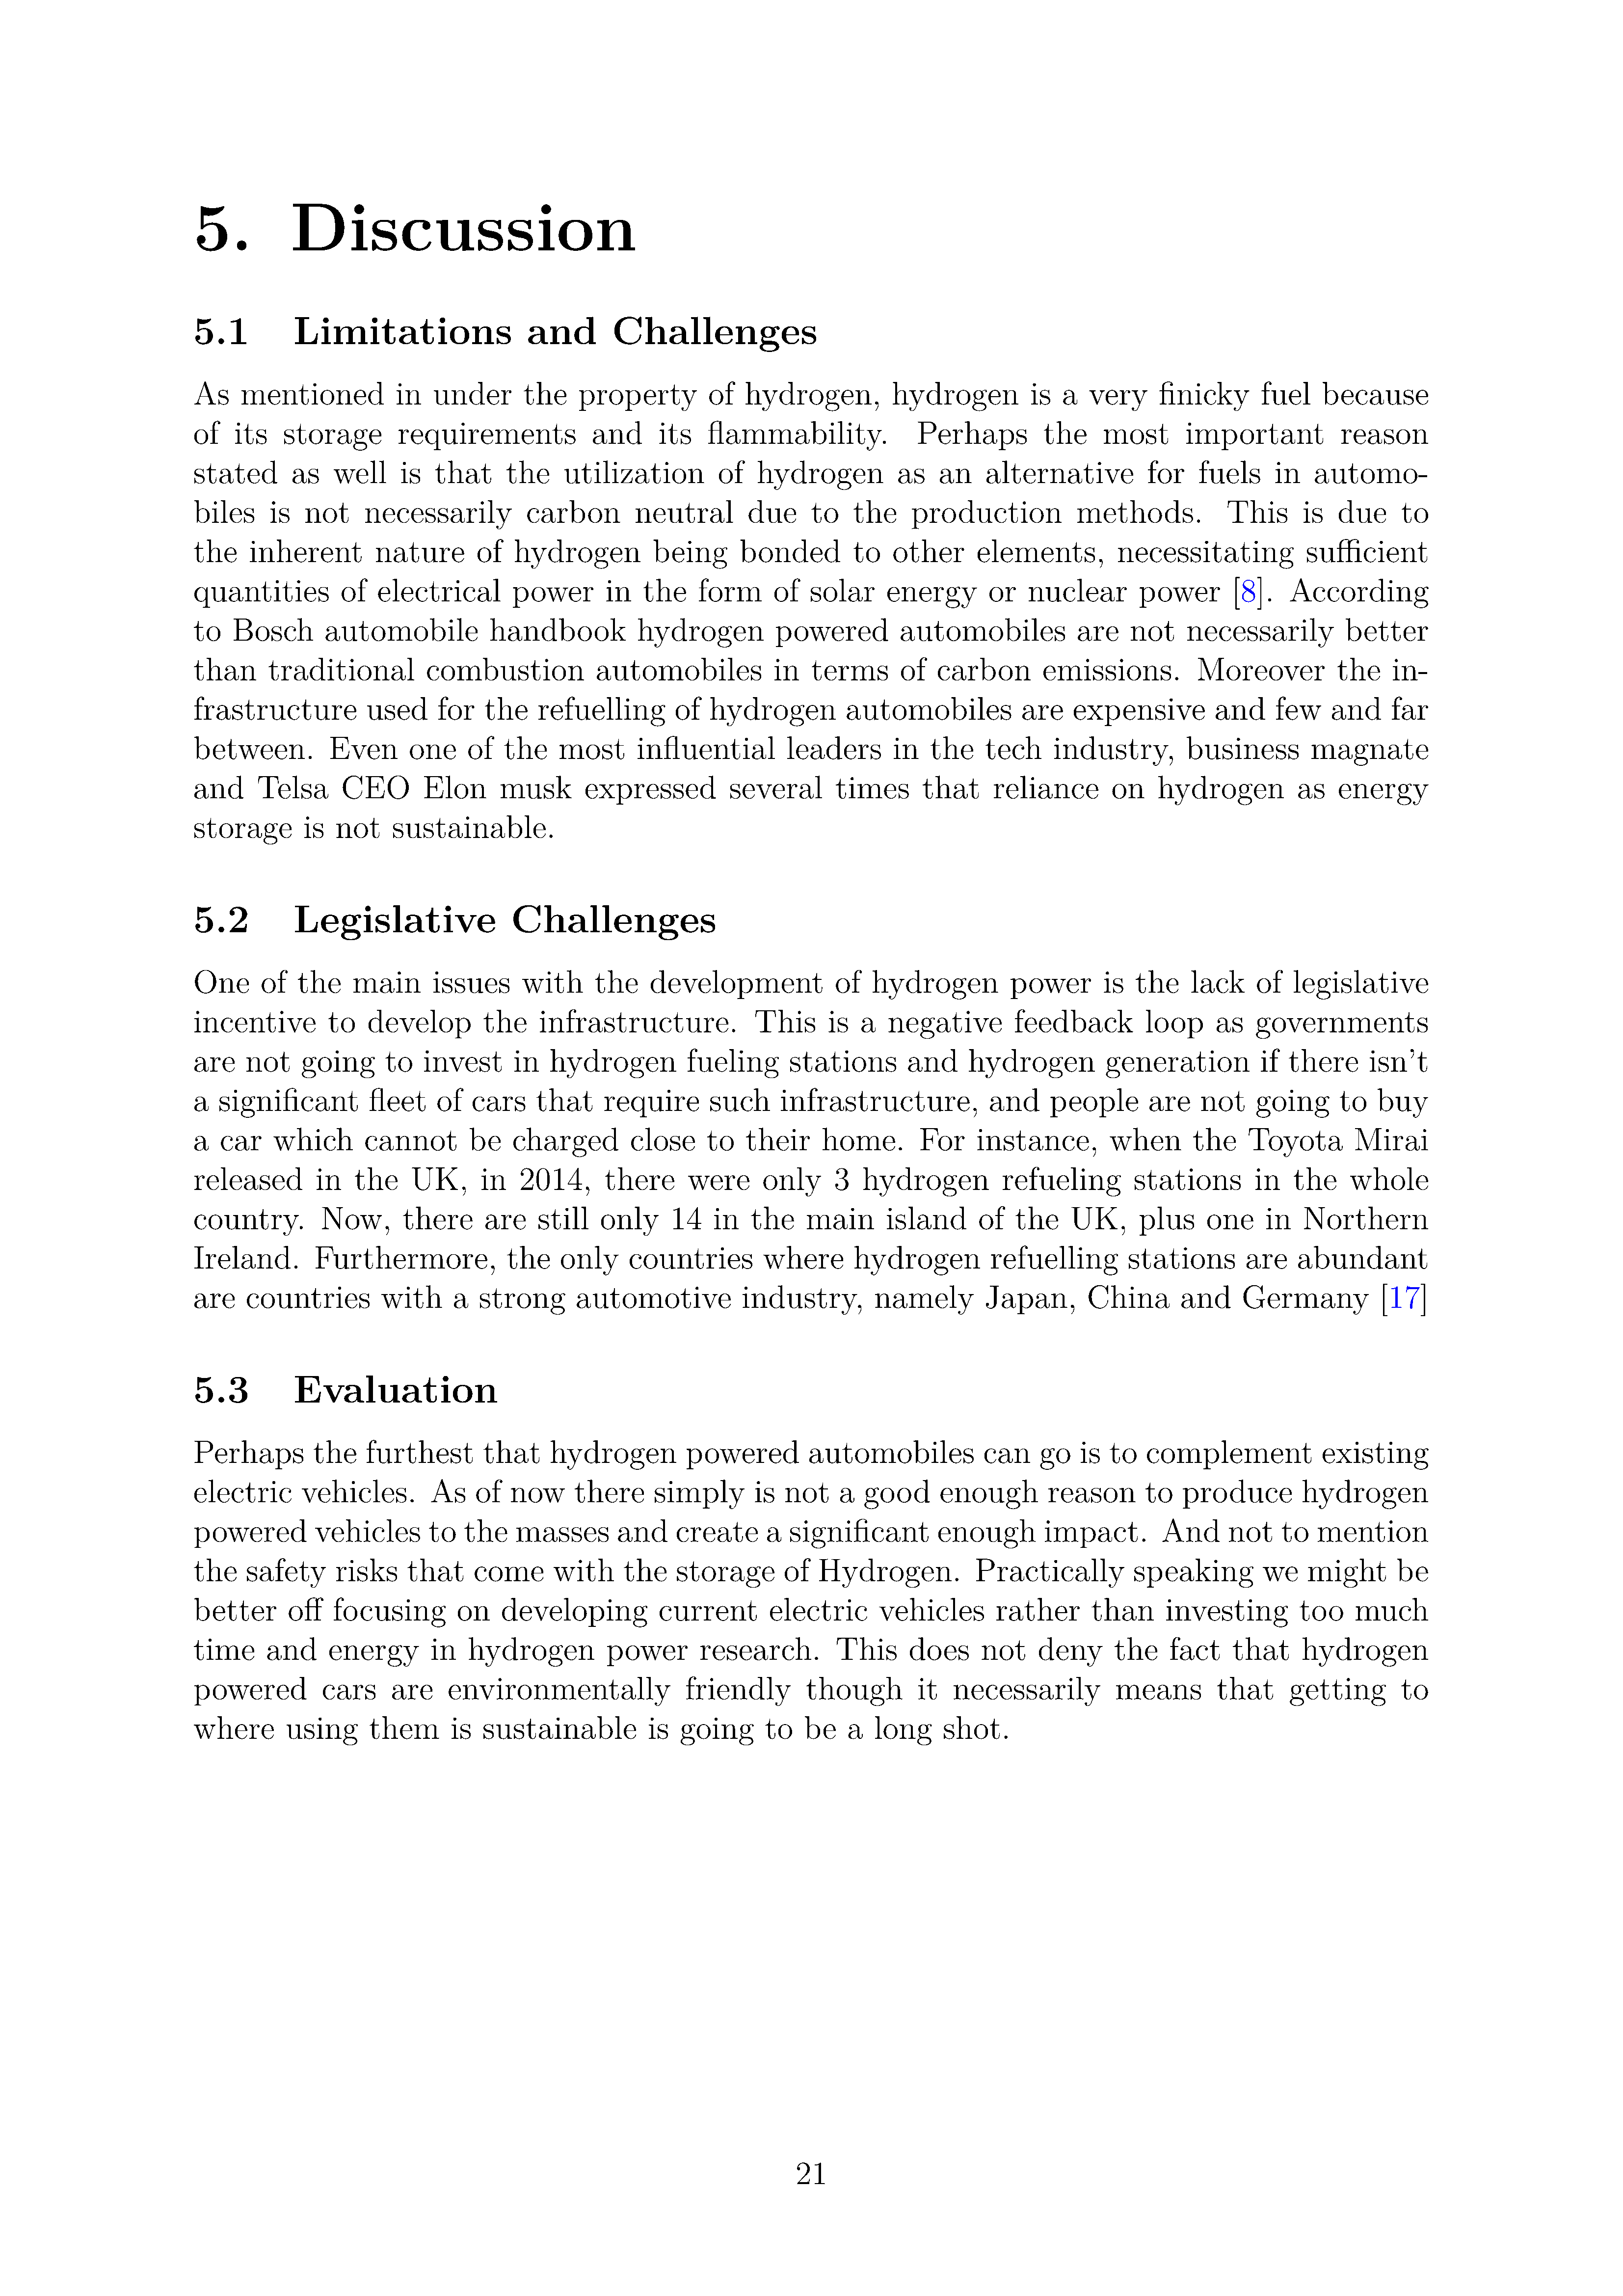 5. Discussion
5.1 Limitations and Challenges
As mentioned in under the property of hydrogen, hydrogen is a very finicky fuel because
of its storage requirements and its flammability. Perhaps the most important reason
stated as well is that the utilization of hydrogen as an alternative for fuels in automo-
biles is not necessarily carbon neutral due to the production methods. This is due to
the inherent nature of hydrogen being bonded to other elements, necessitating sufficient
quantities of electrical power in the form of solar energy or nuclear power [8]. According
to Bosch automobile handbook hydrogen powered automobiles are not necessarily better
than traditional combustion automobiles in terms of carbon emissions. Moreover the in-
frastructure used for the refuelling of hydrogen automobiles are expensive and few and far
between. Even one of the most influential leaders in the tech industry, business magnate
and Telsa CEO Elon musk expressed several times that reliance on hydrogen as energy
storage is not sustainable.
5.2 Legislative Challenges
One of the main issues with the development of hydrogen power is the lack of legislative
incentive to develop the infrastructure. This is a negative feedback loop as governments
are not going to invest in hydrogen fueling stations and hydrogen generation if there isn't
a significant fleet of cars that require such infrastructure, and people are not going to buy
a car which cannot be charged close to their home. For instance, when the Toyota Mirai
released in the UK, in 2014, there were only 3 hydrogen refueling stations in the whole
country. Now, there are still only 14 in the main island of the UK, plus one in Northern
Ireland. Furthermore, the only countries where hydrogen refuelling stations are abundant
are countries with a strong automotive industry, namely Japan, China and Germany [17]
5.3 Evaluation
Perhaps the furthest that hydrogen powered automobiles can go is to complement existing
electric vehicles. As of now there simply is not a good enough reason to produce hydrogen
powered vehicles to the masses and create a significant enough impact. And not to mention
the safety risks that come with the storage of Hydrogen. Practically speaking we might be
better off focusing on developing current electric vehicles rather than investing too much
time and energy in hydrogen power research. This does not deny the fact that hydrogen
powered cars are environmentally friendly though it necessarily means that getting to
where using them is sustainable is going to be a long shot.
21